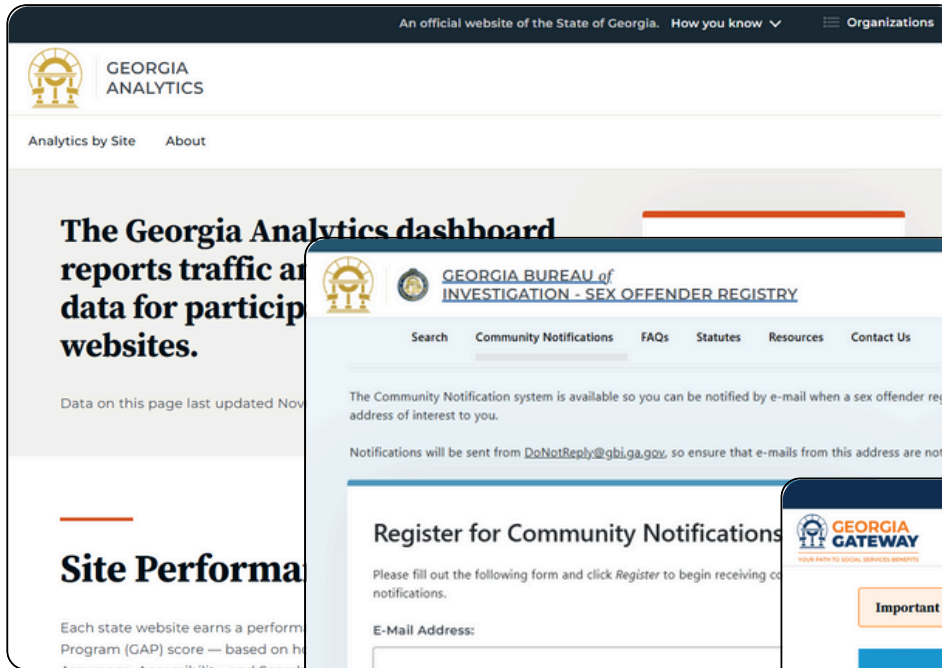 An official website of the State of Georgia. How you know
Organizations
GEORGIA
ANALYTICS
Analytics by Site About
The Georgia Analytics dashboard
reports traffic
data for particip
websites.
Data on this page last updated Nov
Site Performa
Each state website earns a perform
Program (GAP) score — based on
GEORGIA BUREAU of
INVESTIGATION - SEX OFFENDER REGISTRY
Search Community Notifications FAQs Statutes Resources Contact Us
The Community Notification system is available so you can be notified by e-mail when a sex offender reg
address of interest to you.
Notifications will be sent from DoNotReply@gbi.ga.gov, so ensure that e-mails from this address are not
Register for Community Notifications
Please fill out the following form and click Register to begin receiving co
notifications.
E-Mail Address:
GEORGIA
GATEWAY
YOUR PATH TO SOCIAL SERVICES BENEFITS
Important